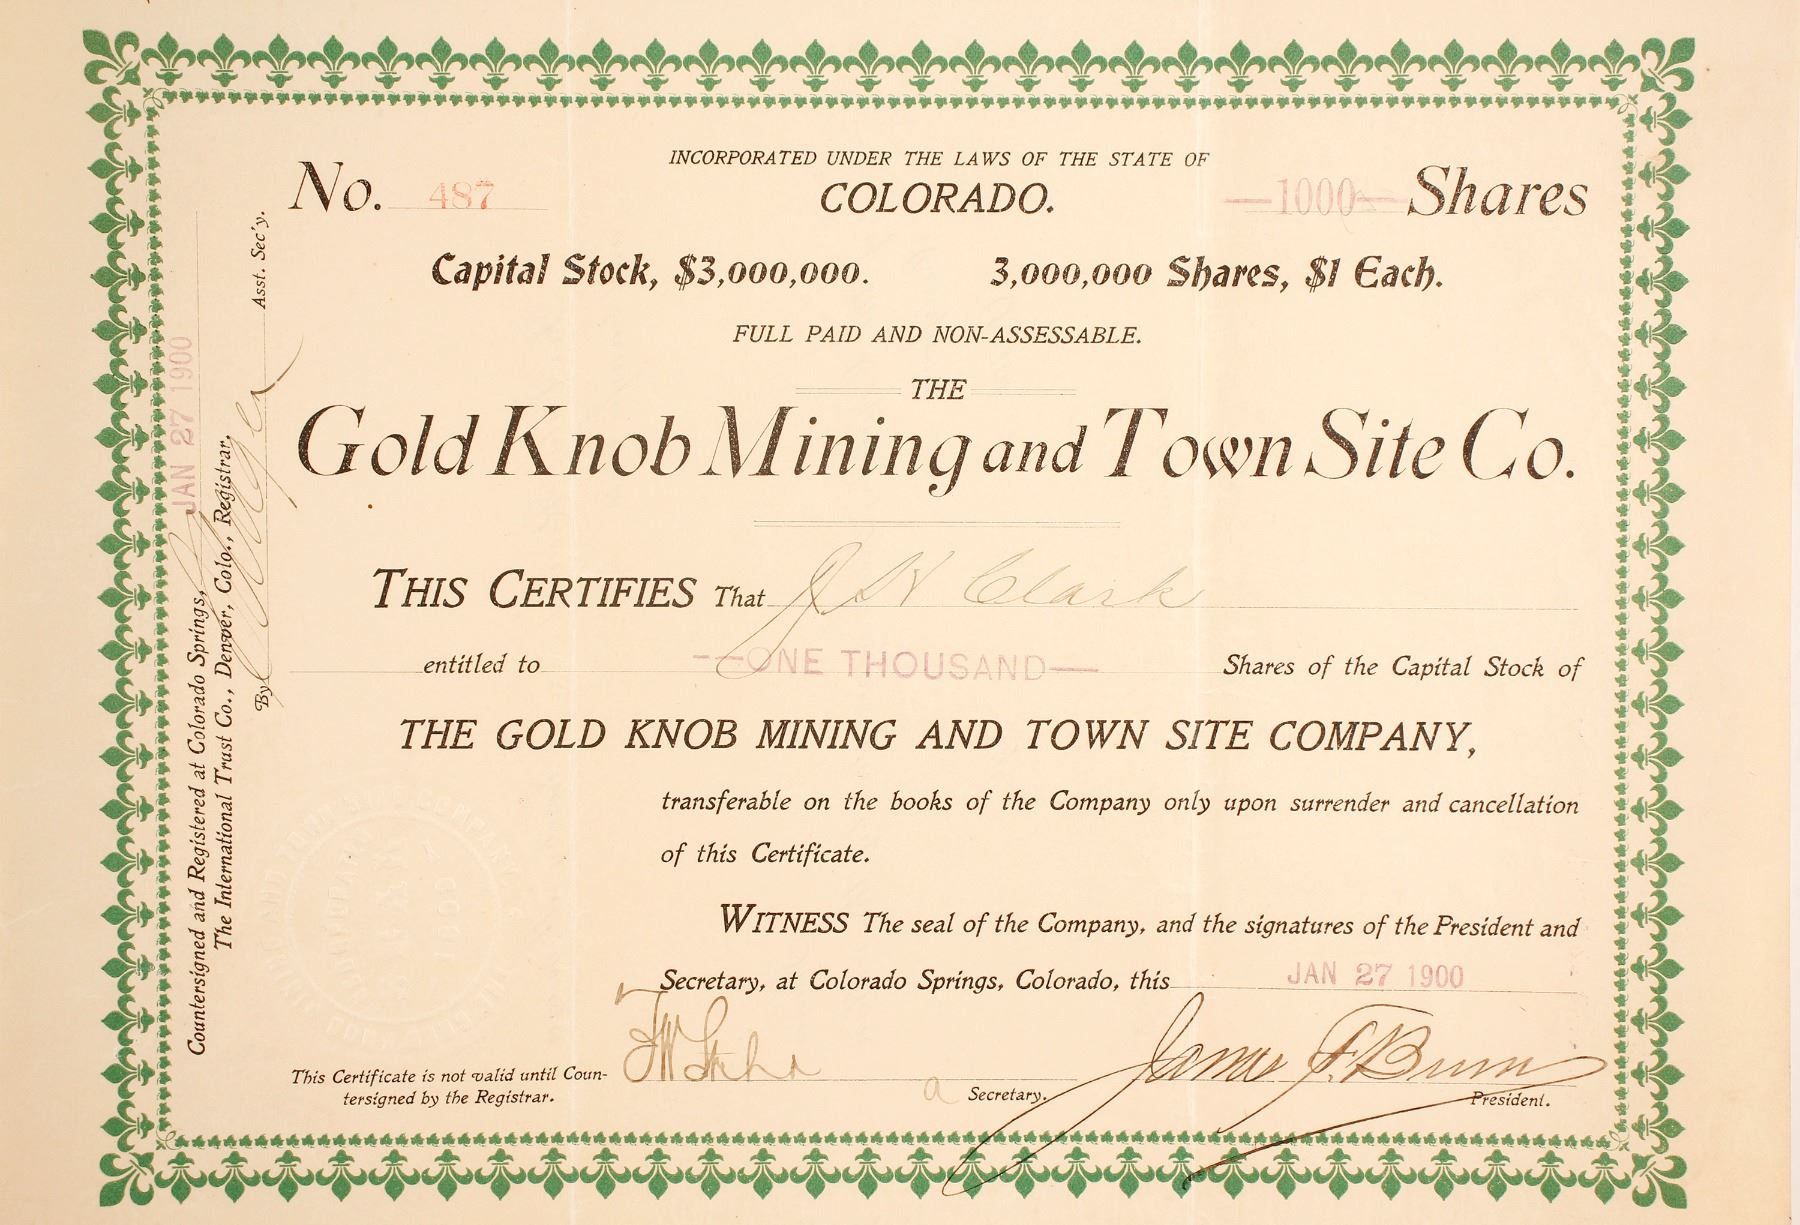 INCORPORATED UNDER THE LAWS OF THE STATE OF
No. 487 COLORADO. —1000— Shares
Capital Stock, $3,000,000. 3,000,000 Shares, $1 Each.
FULL PAID AND NON-ASSESSABLE.
THE
Gold Knob Mining and Town Site Co.
THIS CERTIFIES That J H Clark
entitled to ——ONE THOUSAND— Shares of the Capital Stock of
THE GOLD KNOB MINING AND TOWN SITE COMPANY,
transferable on the books of the Company only upon surrender and cancellation
of this Certificate.
WITNESS The seal of the Company, and the signatures of the President and
Secretary, at Colorado Springs, Colorado, this JAN 27 1900
This Certificate is not valid until Coun-
tersigned by the Registrar.
a Secretary.
James F. Burns
President.
Countersigned and Registered at Colorado Springs, JAN 27 1900
The International Trust Co., Denver, Colo., Registrar,
By Asst. Sec'y.